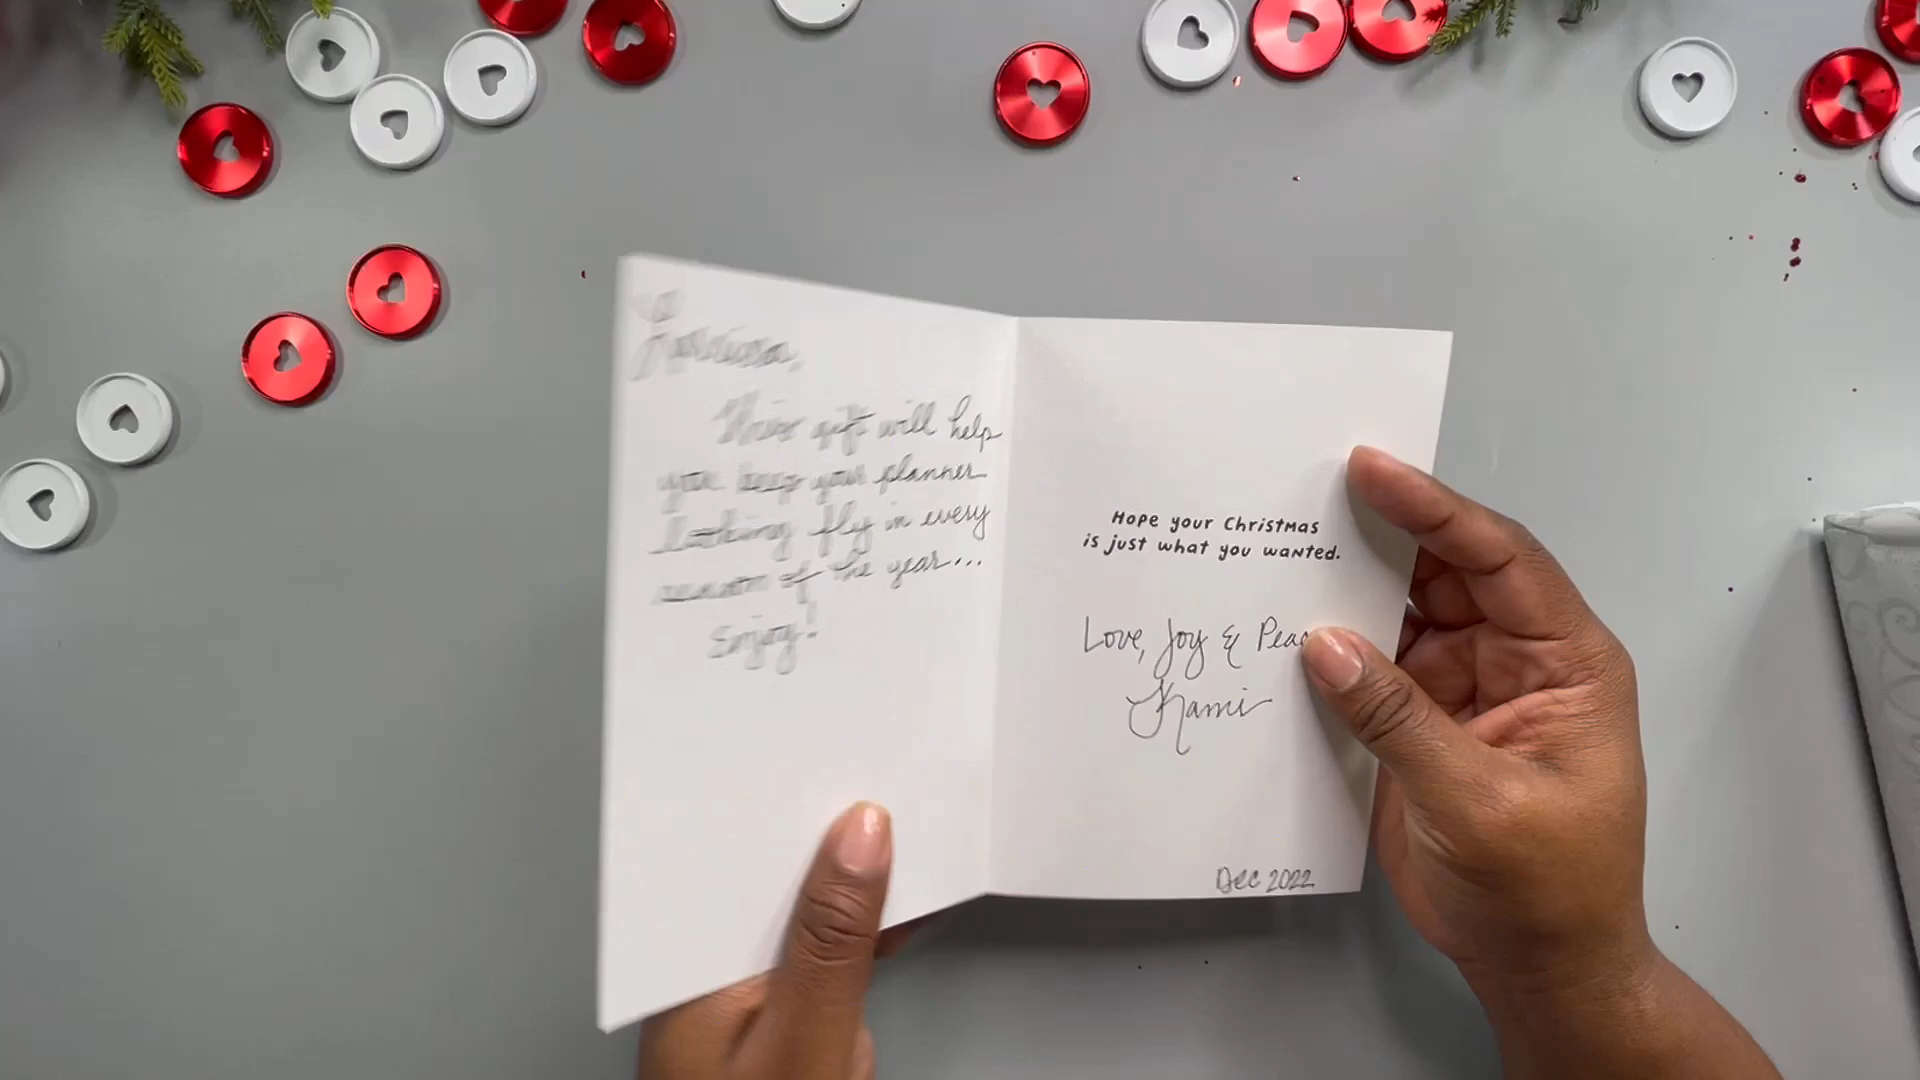 This gift will help
you keep your planner
looking fly in every
season of the year...
Enjoy!
Hope your Christmas
is just what you wanted.
Love, Joy &
Kami
Dec 2022